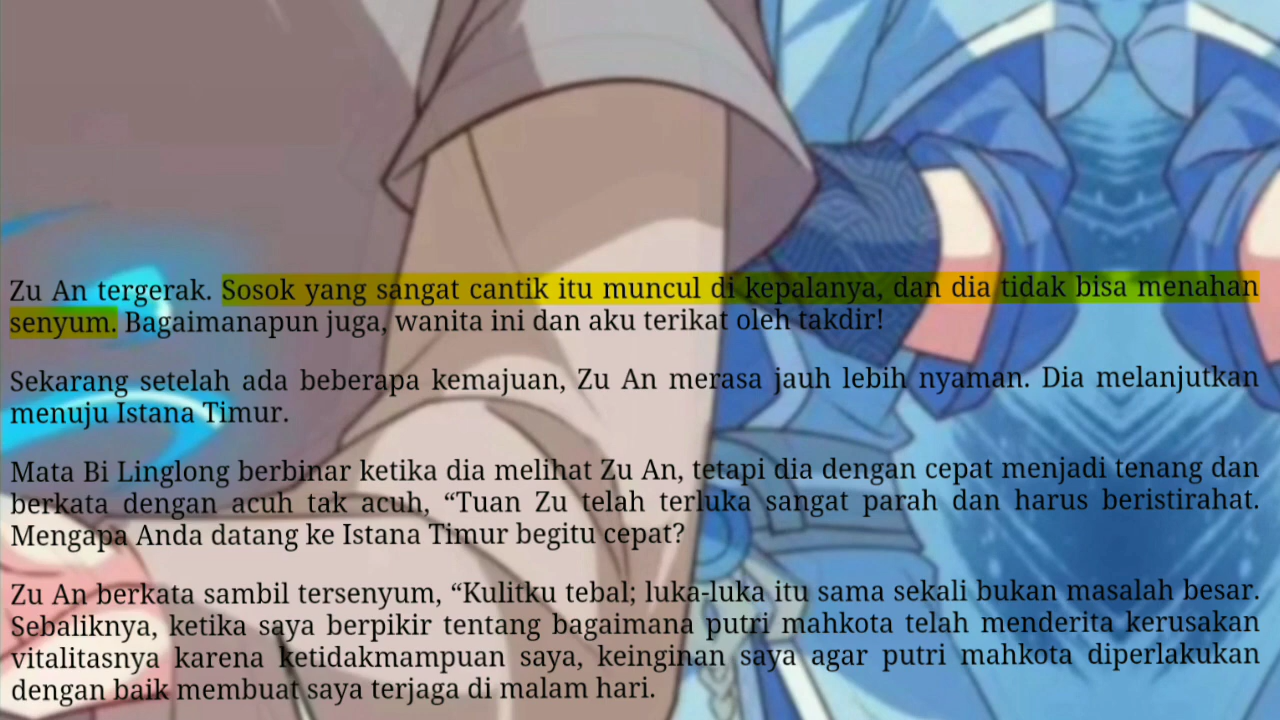 Zu An tergerak. Sosok yang sangat cantik itu muncul di kepalanya, dan dia tidak bisa menahan
senyum. Bagaimanapun juga, wanita ini dan aku terikat oleh takdir!
Sekarang setelah ada beberapa kemajuan, Zu An merasa jauh lebih nyaman. Dia melanjutkan
menuju Istana Timur.
Mata Bi Linglong berbinar ketika dia melihat Zu An, tetapi dia dengan cepat menjadi tenang dan
berkata dengan acuh tak acuh, “Tuan Zu telah terluka sangat parah dan harus beristirahat.
Mengapa Anda datang ke Istana Timur begitu cepat?
Zu An berkata sambil tersenyum, “Kulitku tebal; luka-luka itu sama sekali bukan masalah besar.
Sebaliknya, ketika saya berpikir tentang bagaimana putri mahkota telah menderita kerusakan
vitalitasnya karena ketidakmampuan saya, keinginan saya agar putri mahkota diperlakukan
dengan baik membuat saya terjaga di malam hari.